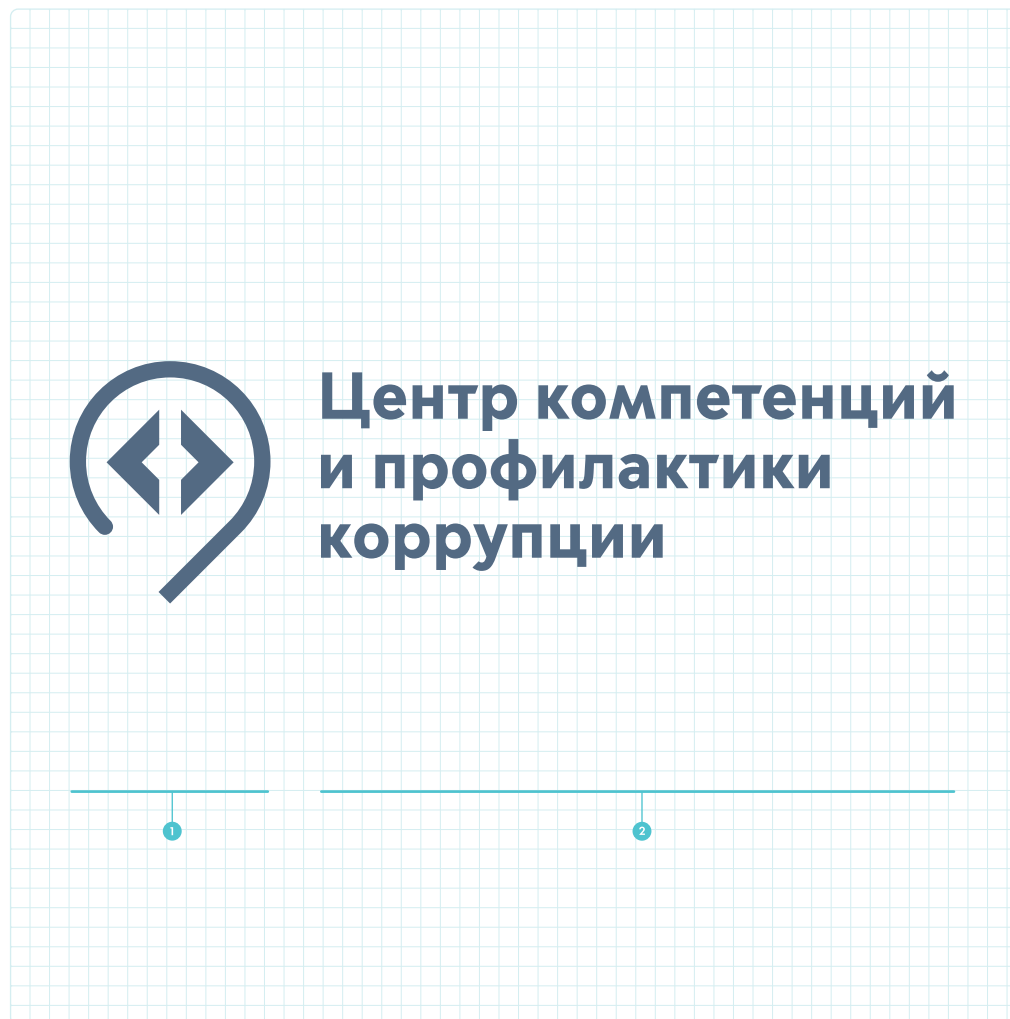 Центр компетенций
и профилактики
коррупции
1
2